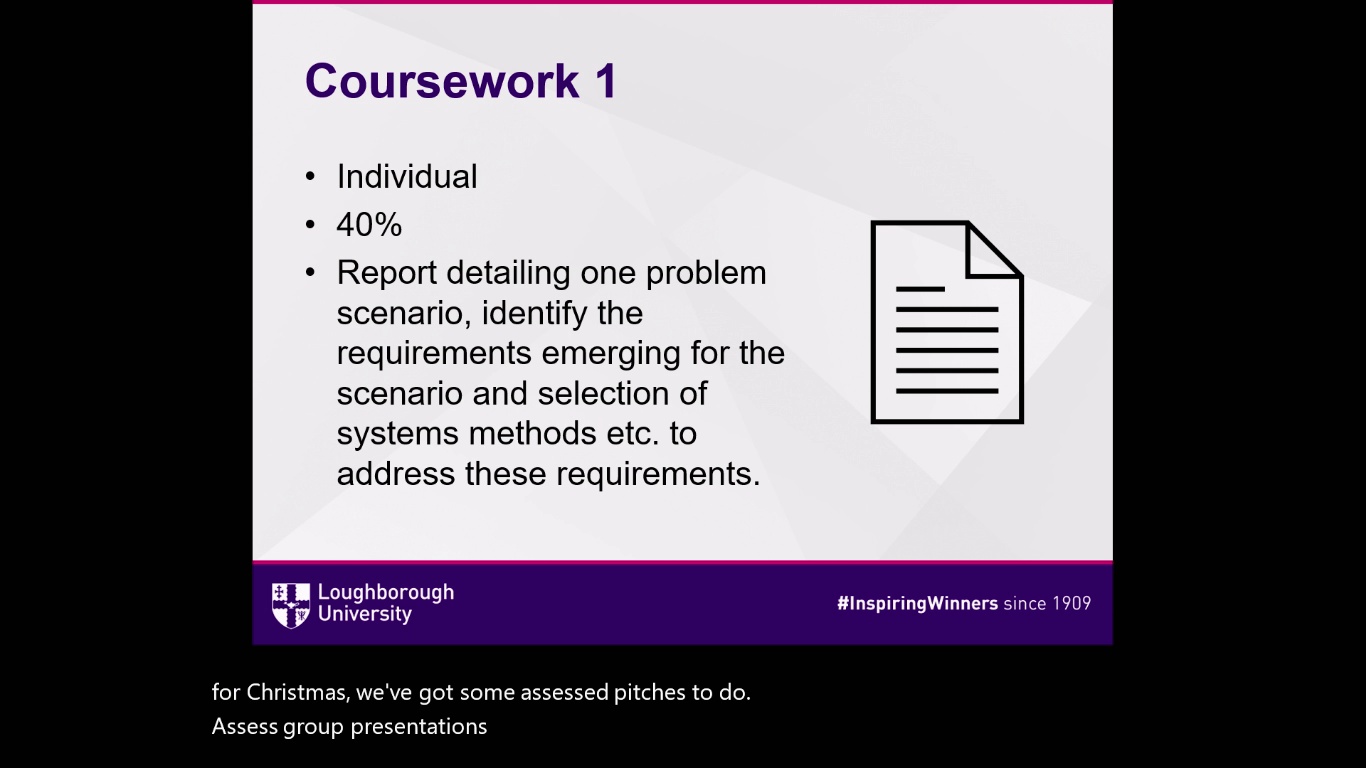 Coursework 1
• Individual
• 40%
• Report detailing one problem
scenario, identify the
requirements emerging for the
scenario and selection of
systems methods etc. to
address these requirements.
Loughborough
University
#InspiringWinners since 1909
for Christmas, we've got some assessed pitches to do.
Assess group presentations